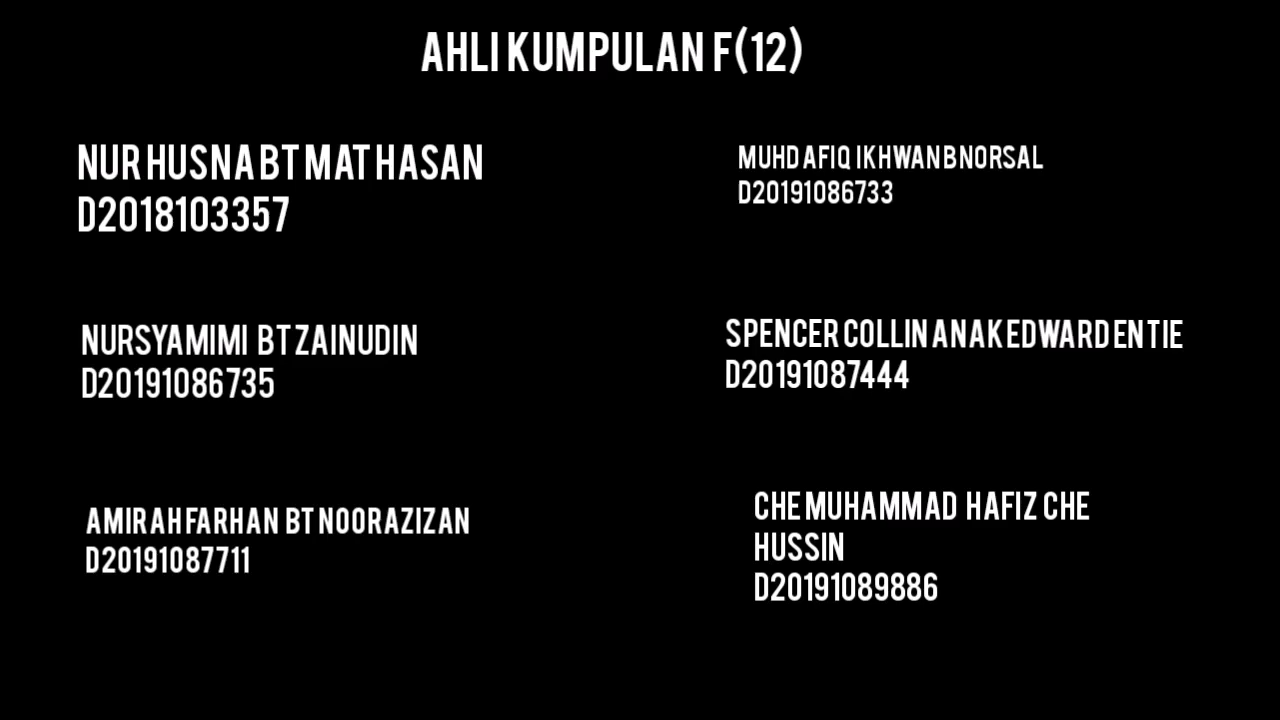 AHLI KUMPULAN F(12)
NUR HUSNA BT MAT HASAN
D2018103357
NURSYAMIMI BT ZAINUDIN
D20191086735
AMIRAH FARHAN BT NOORAZIZAN
D20191087711
MUHD AFIQ IKHWAN B NORSAL
D20191086733
SPENCER COLLIN ANAK EDWARD ENTIE
D20191087444
CHE MUHAMMAD HAFIZ CHE
HUSSIN
D20191089886